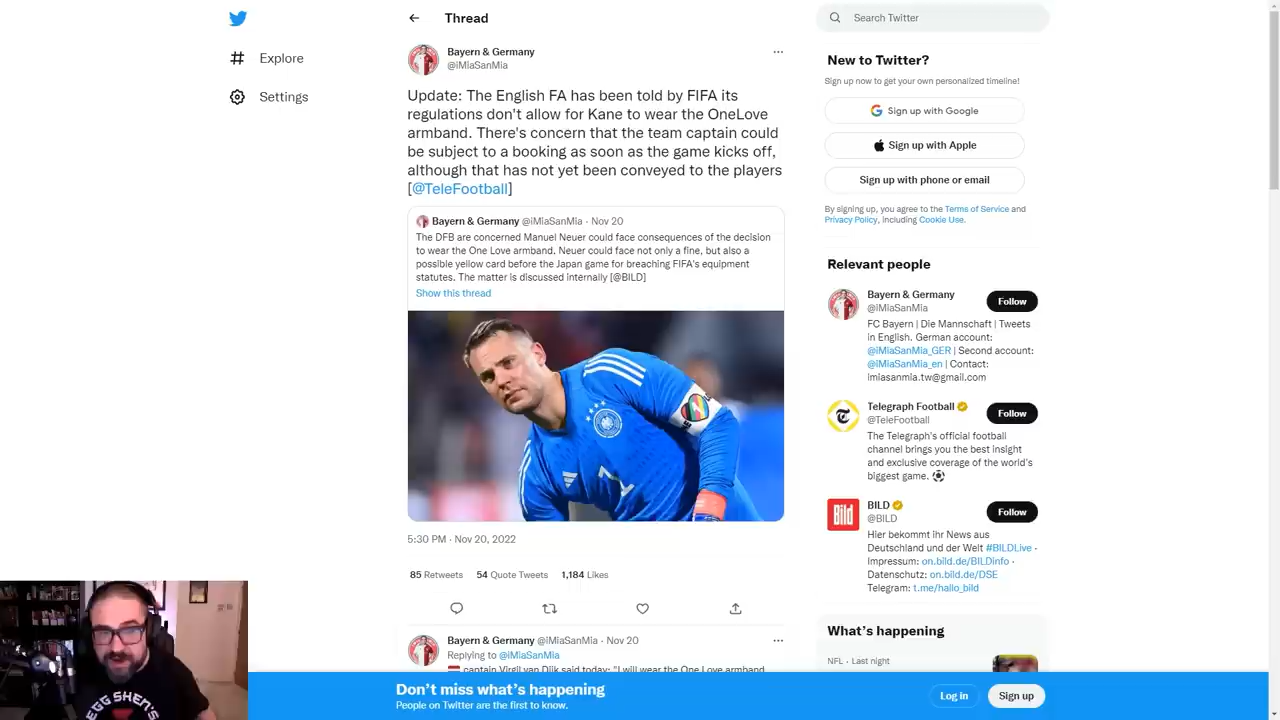 Explore
Settings
Thread
Bayern & Germany
@iMiaSanMia
Update: The English FA has been told by FIFA its
regulations don't allow for Kane to wear the OneLove
armband. There's concern that the team captain could
be subject to a booking as soon as the game kicks off,
although that has not yet been conveyed to the players
[@TeleFootball]
Bayern & Germany @iMiaSanMia · Nov 20
The DFB are concerned Manuel Neuer could face consequences of the decision
to wear the One Love armband. Neuer could face not only a fine, but also a
possible yellow card before the Japan game for breaching FIFA's equipment
statutes. The matter is discussed internally [@BILD]
Show this thread
5:30 PM · Nov 20, 2022
85 Retweets 54 Quote Tweets 1,184 Likes
Bayern & Germany @iMiaSanMia · Nov 20
Replying to @iMiaSanMia
captain Virgil van Dijk said today: "I will wear the One Love armband
Search Twitter
New to Twitter?
Sign up now to get your own personalized timeline!
Sign up with Google
Sign up with Apple
Sign up with phone or email
By signing up, you agree to the Terms of Service and
Privacy Policy, including Cookie Use.
Relevant people
Bayern & Germany
@iMiaSanMia
Follow
FC Bayern | Die Mannschaft | Tweets
in English. German account:
@iMiaSanMia_GER | Second account:
@iMiaSanMia_en | Contact:
imiasanmia.tw@gmail.com
Telegraph Football
@TeleFootball
Follow
The Telegraph's official football
channel brings you the best insight
and exclusive coverage of the world's
biggest game.
Bild
BILD
@BILD
Follow
Hier bekommt ihr News aus
Deutschland und der Welt #BILDLive ·
Impressum: on.bild.de/BILDinfo ·
Datenschutz: on.bild.de/DSE
Telegram: t.me/hallo_bild
What's happening
NFL · Last night
Don't miss what's happening
People on Twitter are the first to know.
Log in
Sign up